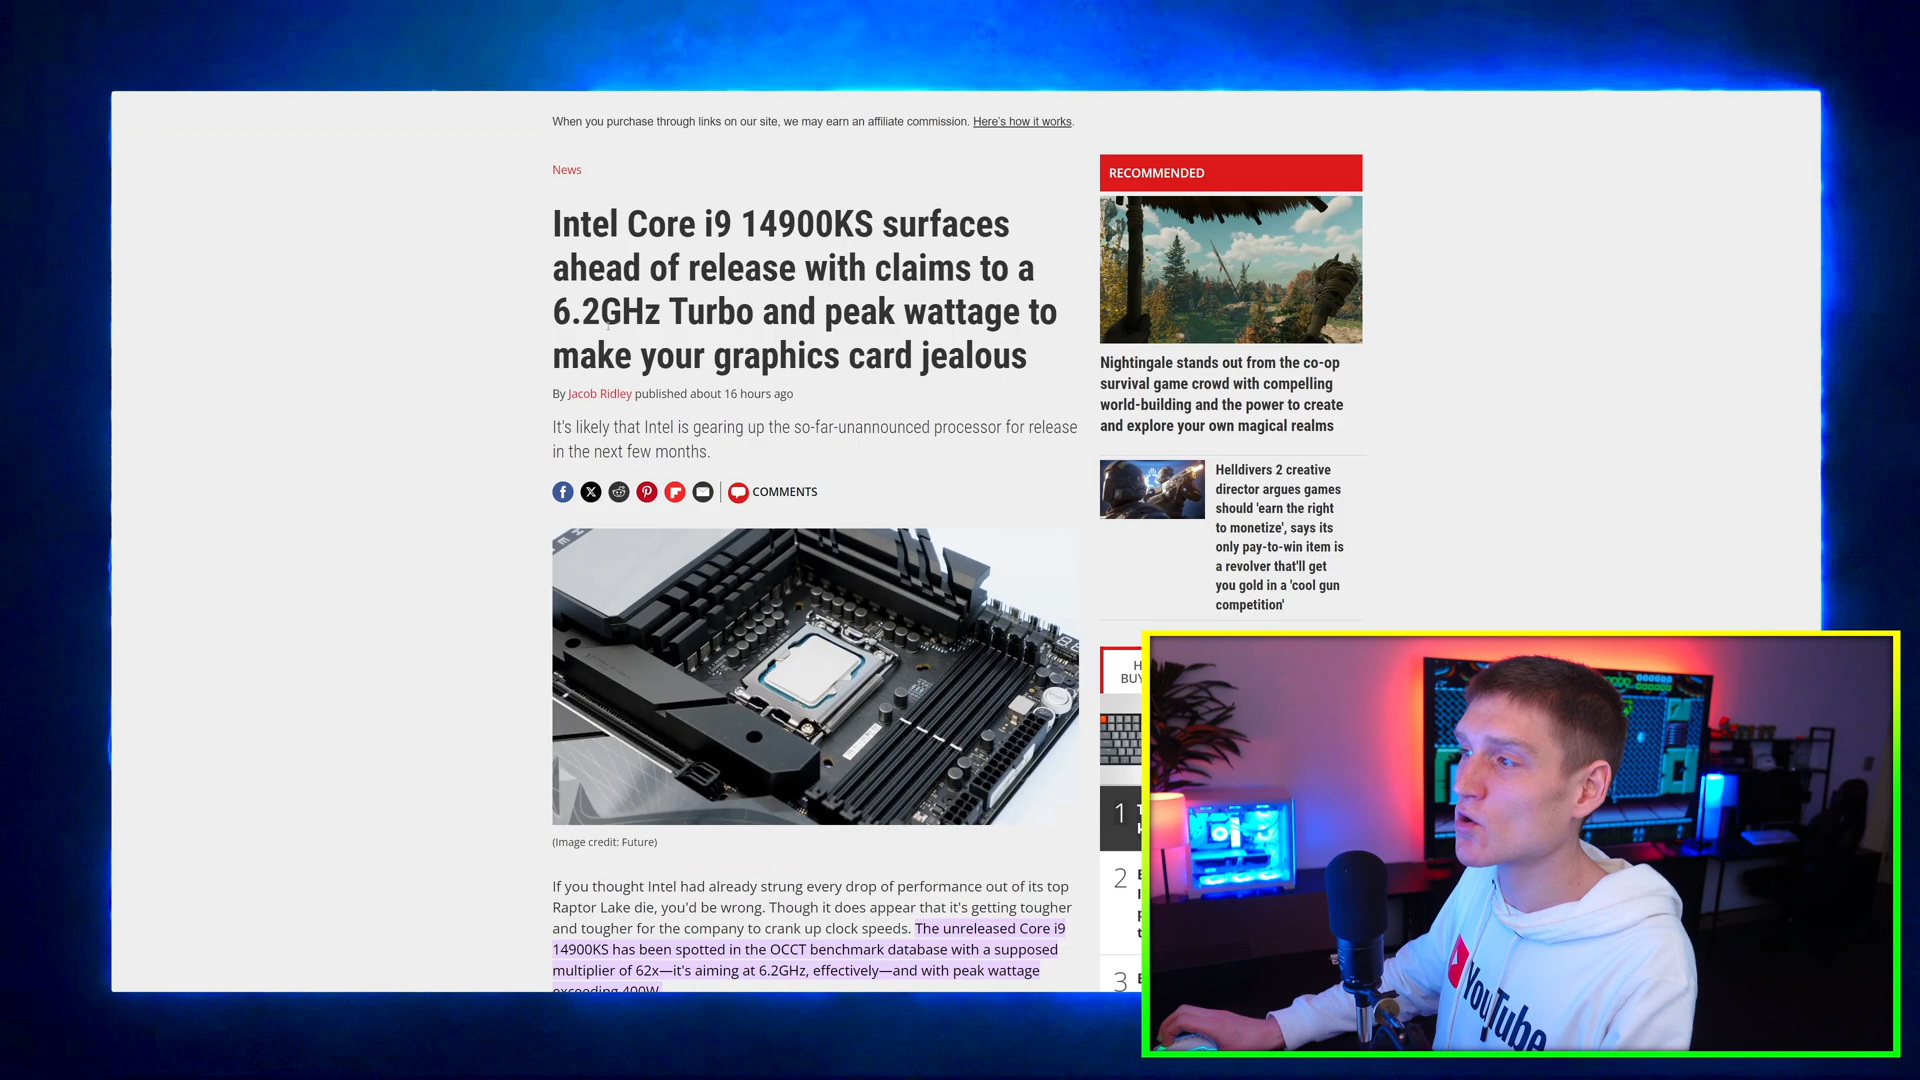 When you purchase through links on our site, we may earn an affiliate commission. Here's how it works.
News
Intel Core i9 14900KS surfaces
ahead of release with claims to a
6.2GHz Turbo and peak wattage to
make your graphics card jealous
By Jacob Ridley published about 16 hours ago
It's likely that Intel is gearing up the so-far-unannounced processor for release
in the next few months.
COMMENTS
(Image credit: Future)
If you thought Intel had already strung every drop of performance out of its top
Raptor Lake die, you'd be wrong. Though it does appear that it's getting tougher
and tougher for the company to crank up clock speeds. The unreleased Core i9
14900KS has been spotted in the OCCT benchmark database with a supposed
multiplier of 62x—it's aiming at 6.2GHz, effectively—and with peak wattage
exceeding 400W.
RECOMMENDED
Nightingale stands out from the co-op
survival game crowd with compelling
world-building and the power to create
and explore your own magical realms
Helldivers 2 creative
director argues games
should 'earn the right
to monetize', says its
only pay-to-win item is
a revolver that'll get
you gold in a 'cool gun
competition'
1
2
3
YouTube